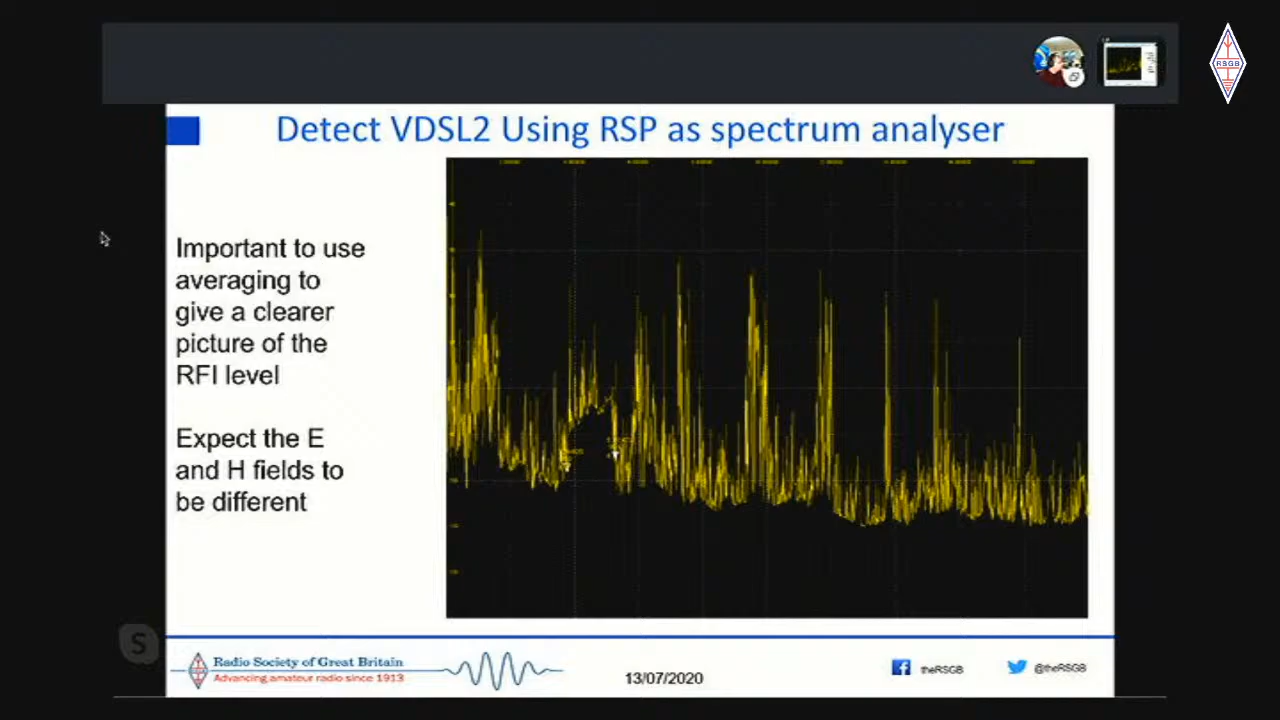 RSGB
Detect VDSL2 Using RSP as spectrum analyser
Important to use
averaging to
give a clearer
picture of the
RFI level
Expect the E
and H fields to
be different
S
Radio Society of Great Britain
Advancing amateur radio since 1913
13/07/2020
theRSGB
@theRSGB